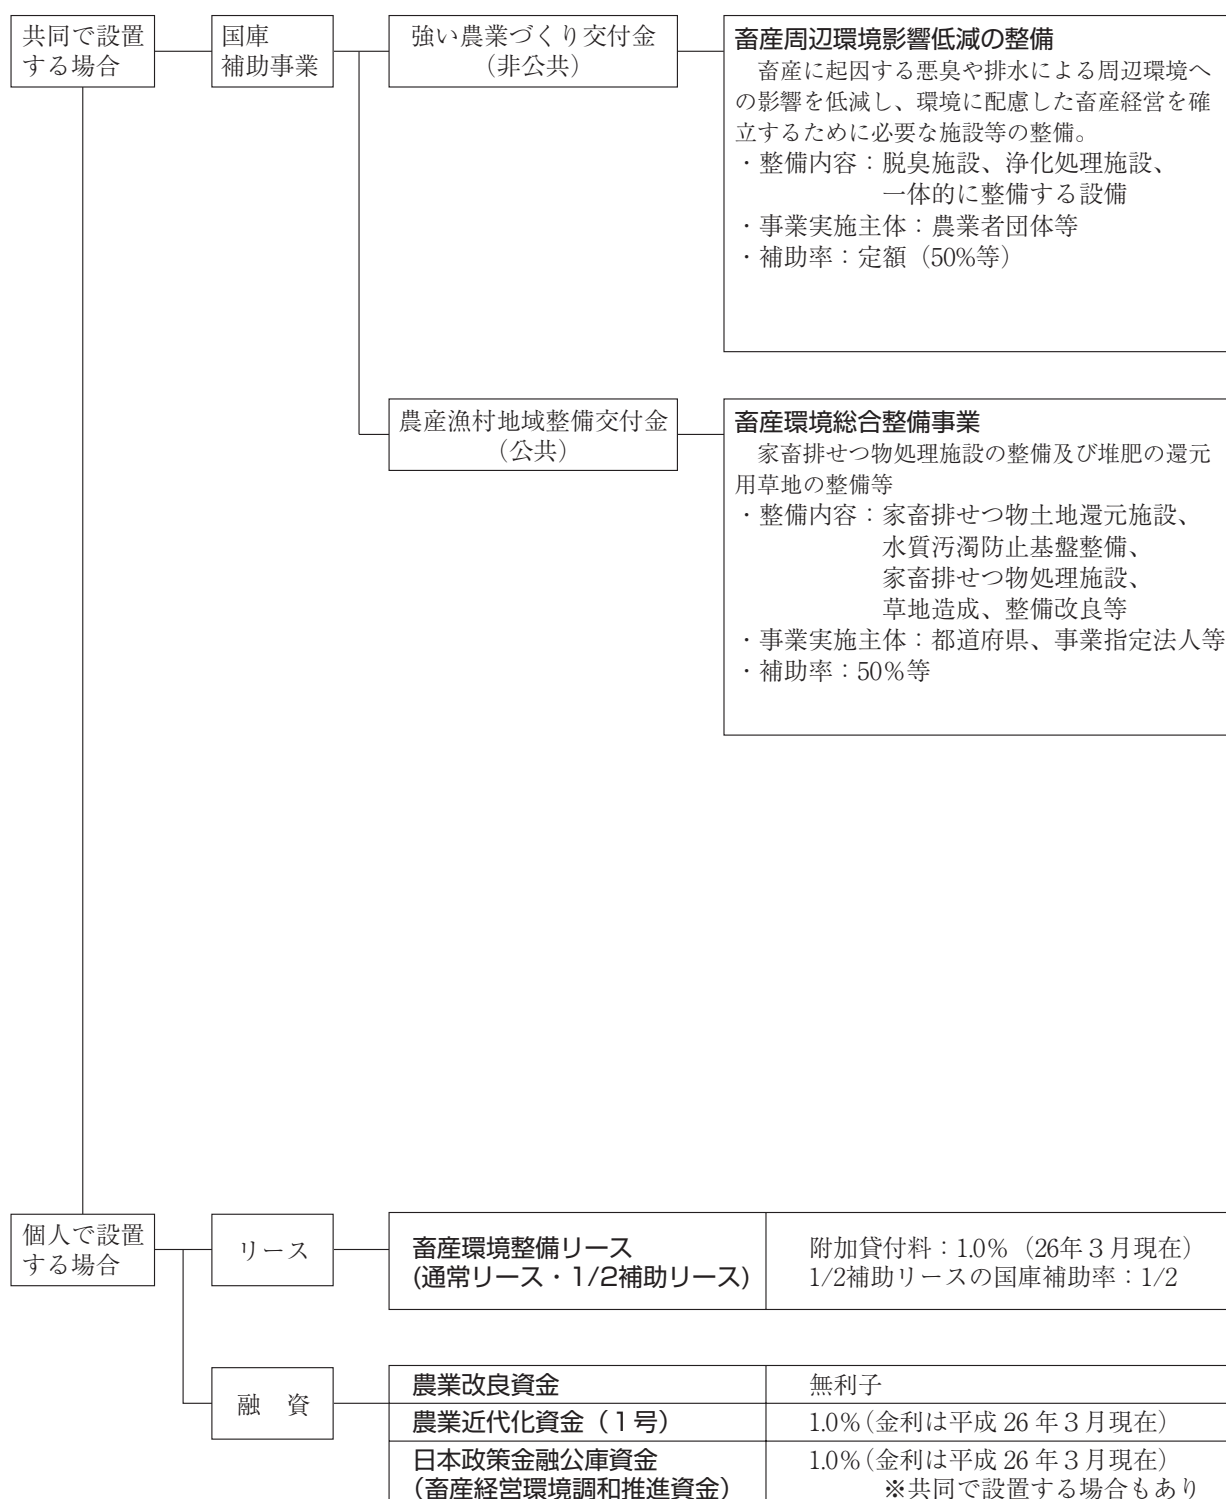 共同で設置
する場合
国庫
補助事業
強い農業づくり交付金
（非公共）
畜産周辺環境影響低減の整備
　畜産に起因する悪臭や排水による周辺環境へ
の影響を低減し、環境に配慮した畜産経営を確
立するために必要な施設等の整備。
・整備内容：脱臭施設、浄化処理施設、
一体的に整備する設備
・事業実施主体：農業者団体等
・補助率：定額（50%等）
農産漁村地域整備交付金
（公共）
畜産環境総合整備事業
　家畜排せつ物処理施設の整備及び堆肥の還元
用草地の整備等
・整備内容：家畜排せつ物土地還元施設、
水質汚濁防止基盤整備、
家畜排せつ物処理施設、
草地造成、整備改良等
・事業実施主体：都道府県、事業指定法人等
・補助率：50%等
個人で設置
する場合
リース
畜産環境整備リース
(通常リース・1/2補助リース)
附加貸付料：1.0%（26年３月現在）
1/2補助リースの国庫補助率：1/2
融　資
農業改良資金
無利子
農業近代化資金（１号）
1.0%（金利は平成 26 年３月現在）
日本政策金融公庫資金
（畜産経営環境調和推進資金）
1.0%（金利は平成 26 年３月現在）
※共同で設置する場合もあり